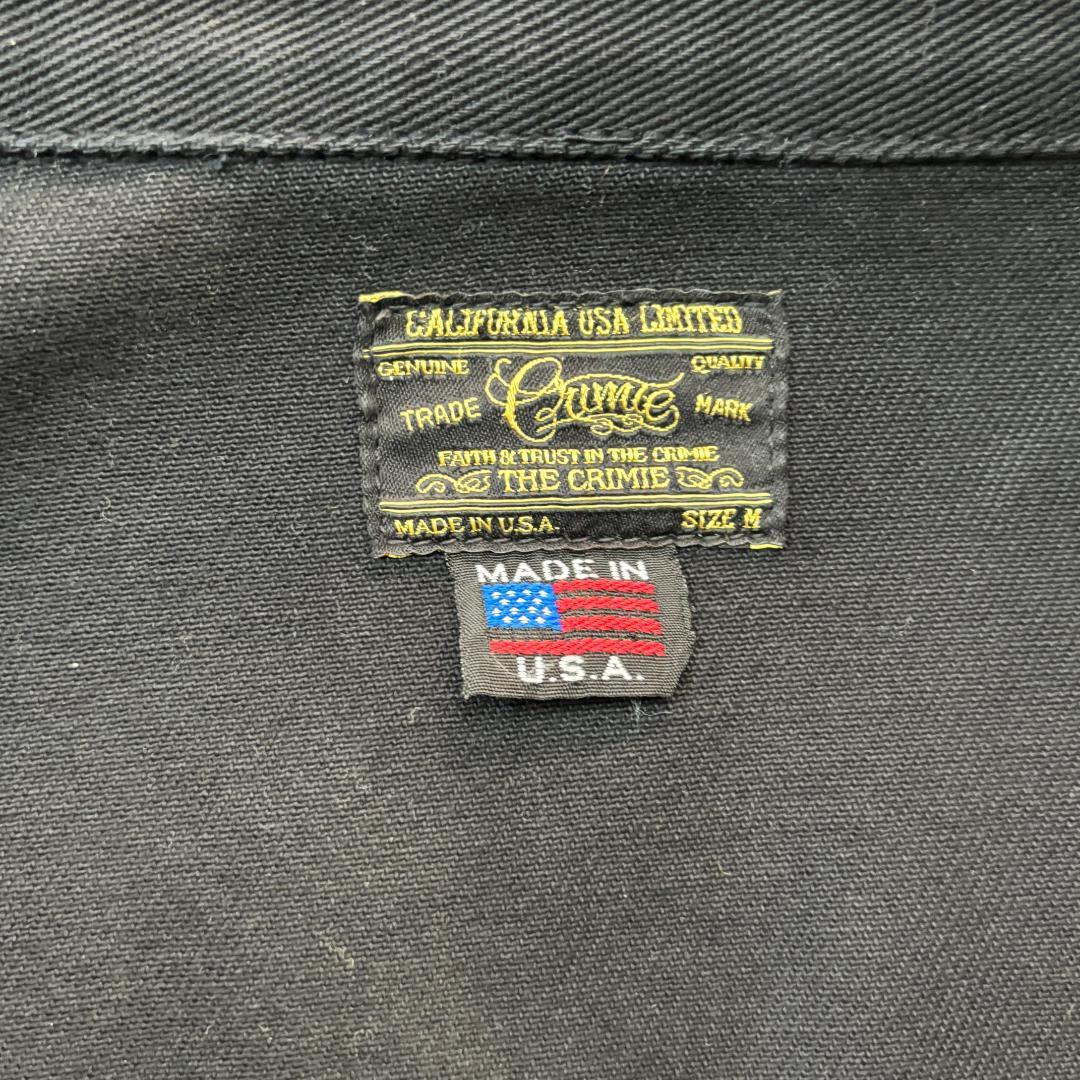 CALIFORNIA USA LIMITED
GENUINE QUALITY
TRADE Crimie MARK
FAITH & TRUST IN THE CRIMIE
THE CRIMIE
MADE IN U.S.A. SIZE M
MADE IN
U.S.A.